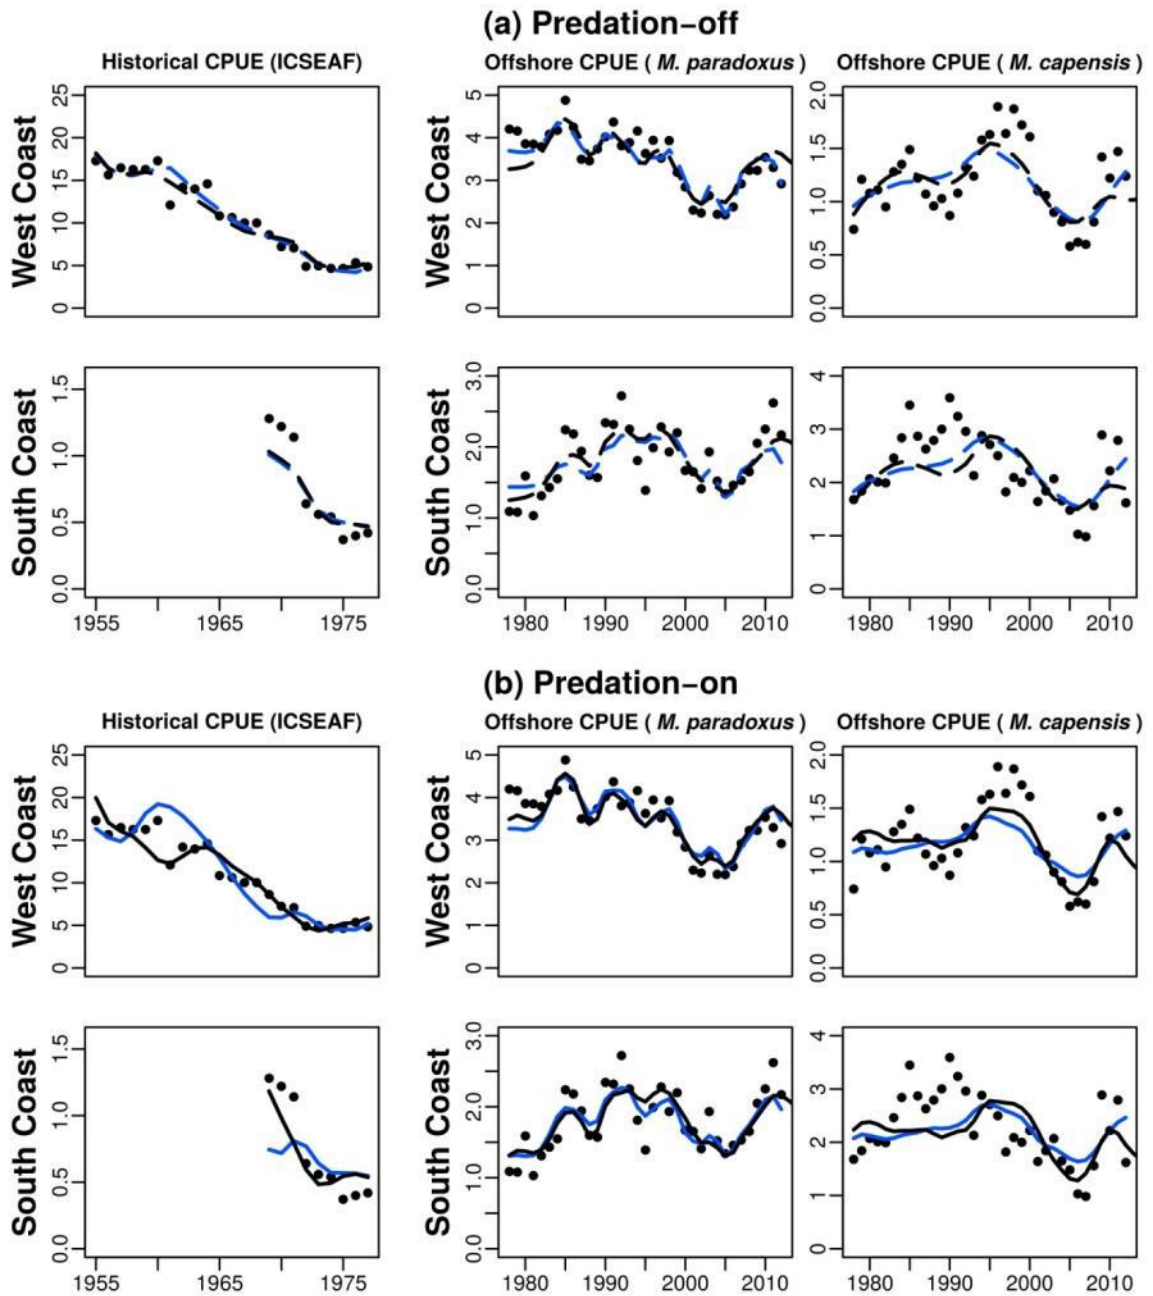 (a) Predation−off
Historical CPUE (ICSEAF)
Offshore CPUE ( M. paradoxus )
Offshore CPUE ( M. capensis )
West Coast
0 5 10 15 20 25
0 1 2 3 4 5
0.0 0.5 1.0 1.5 2.0
South Coast
0.0 0.5 1.0 1.5
0.0 1.0 2.0 3.0
0 1 2 3 4
West Coast
South Coast
1955 1965 1975
1980 1990 2000 2010
1980 1990 2000 2010
(b) Predation−on
Historical CPUE (ICSEAF)
Offshore CPUE ( M. paradoxus )
Offshore CPUE ( M. capensis )
West Coast
0 5 10 15 20 25
West Coast
0 1 2 3 4 5
0.0 0.5 1.0 1.5 2.0
South Coast
0.0 0.5 1.0 1.5
South Coast
0.0 1.0 2.0 3.0
0 1 2 3 4
1955 1965 1975
1980 1990 2000 2010
1980 1990 2000 2010